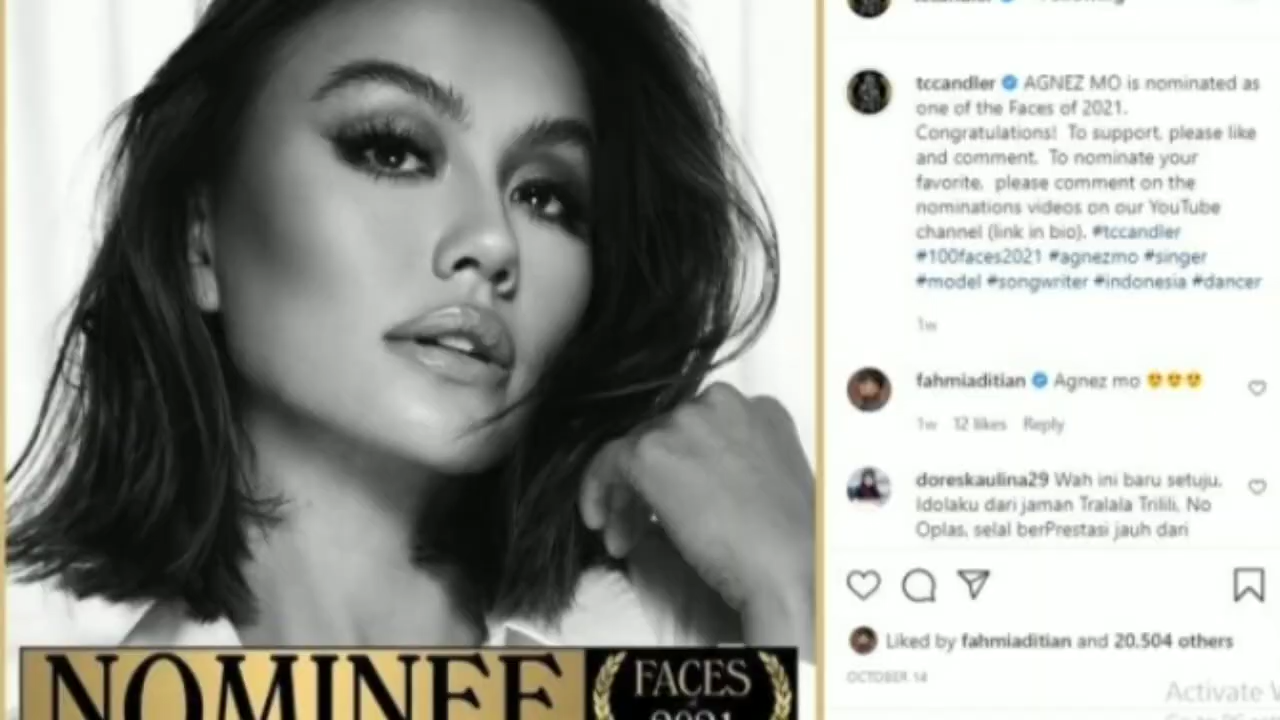 NOMINEE
FACES
of
2021
tccandler
Following
tccandler AGNEZ MO is nominated as
one of the Faces of 2021.
Congratulations! To support, please like
and comment. To nominate your
favorite, please comment on the
nominations videos on our YouTube
channel (link in bio). #tccandler
#100faces2021 #agnezmo #singer
#model #songwriter #indonesia #dancer
1w
fahmiaditian Agnez mo 😍😍😍
1w 12 likes Reply
doreskaulina29 Wah ini baru setuju,
Idolaku dari jaman Tralala Trilili, No
Oplas, selal berPrestasi jauh dari
Liked by fahmiaditian and 20,504 others
OCTOBER 14
Activate